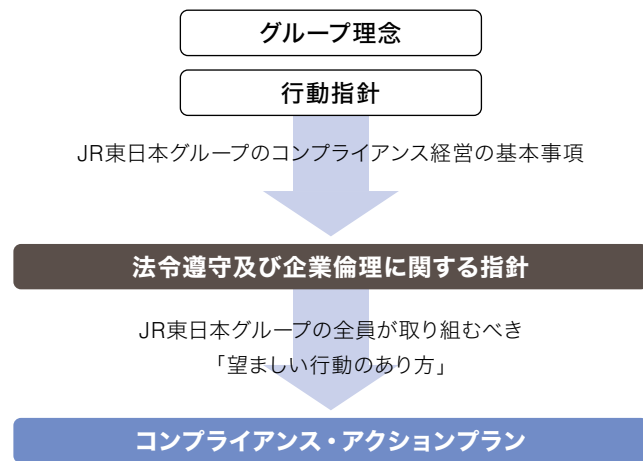 グループ理念
行動指針
JR東日本グループのコンプライアンス経営の基本事項
法令遵守及び企業倫理に関する指針
JR東日本グループの全員が取り組むべき
「望ましい行動のあり方」
コンプライアンス・アクションプラン